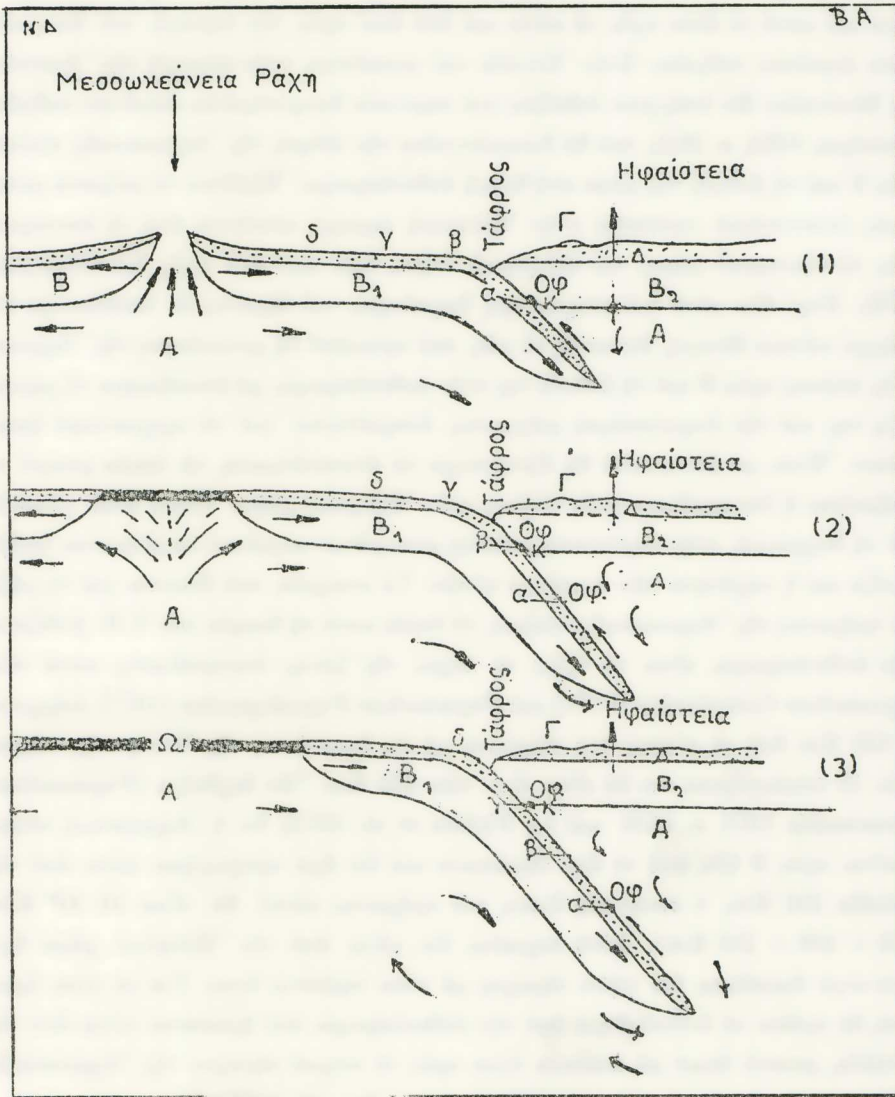 ΝΔ ΒΑ
Μεσσωκεάνεια Ράχη
Ηφαίστεια
Τάφρος
δ γ β Γ
Β Β₁ α Οφ Δ Β₂ (1)
Α Α
Ηφαίστεια
Τάφρος
δ γ Γ
Β₁ β Οφ Δ Β₂ (2)
Α α Οφ Α
Ηφαίστεια
Τάφρος
Ω δ Γ Δ (3)
Α Β₁ Οφ Β₂
β Α
α Οφ